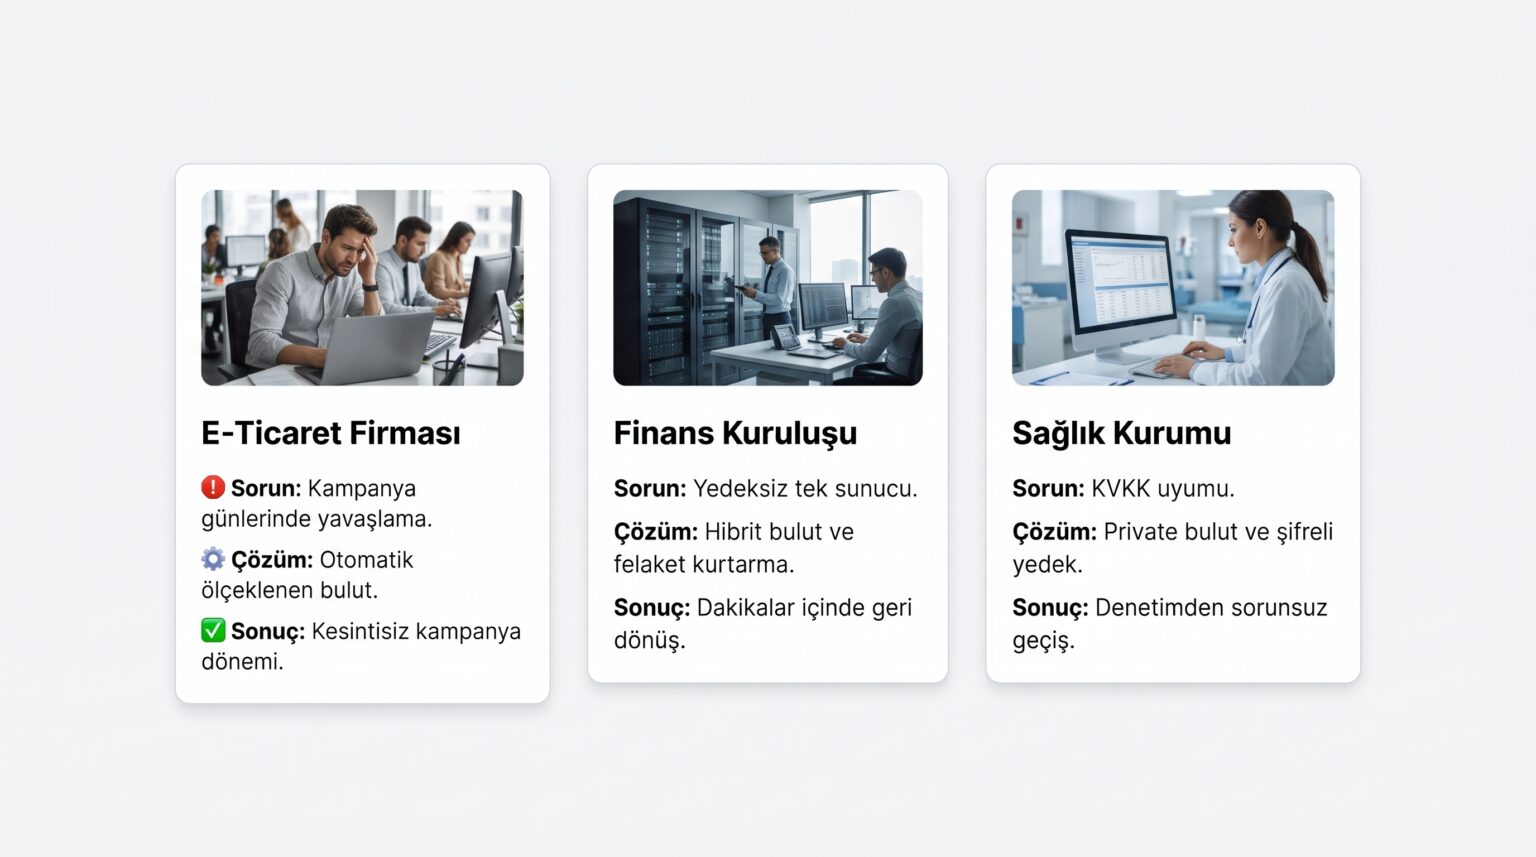 E-Ticaret Firması
❗ Sorun: Kampanya
günlerinde yavaşlama.
⚙️ Çözüm: Otomatik
ölçeklenen bulut.
✅ Sonuç: Kesintisiz kampanya
dönemi.
Finans Kuruluşu
Sorun: Yedeksiz tek sunucu.
Çözüm: Hibrit bulut ve
felaket kurtarma.
Sonuç: Dakikalar içinde geri
dönüş.
Sağlık Kurumu
Sorun: KVKK uyumu.
Çözüm: Private bulut ve şifreli
yedek.
Sonuç: Denetimden sorunsuz
geçiş.